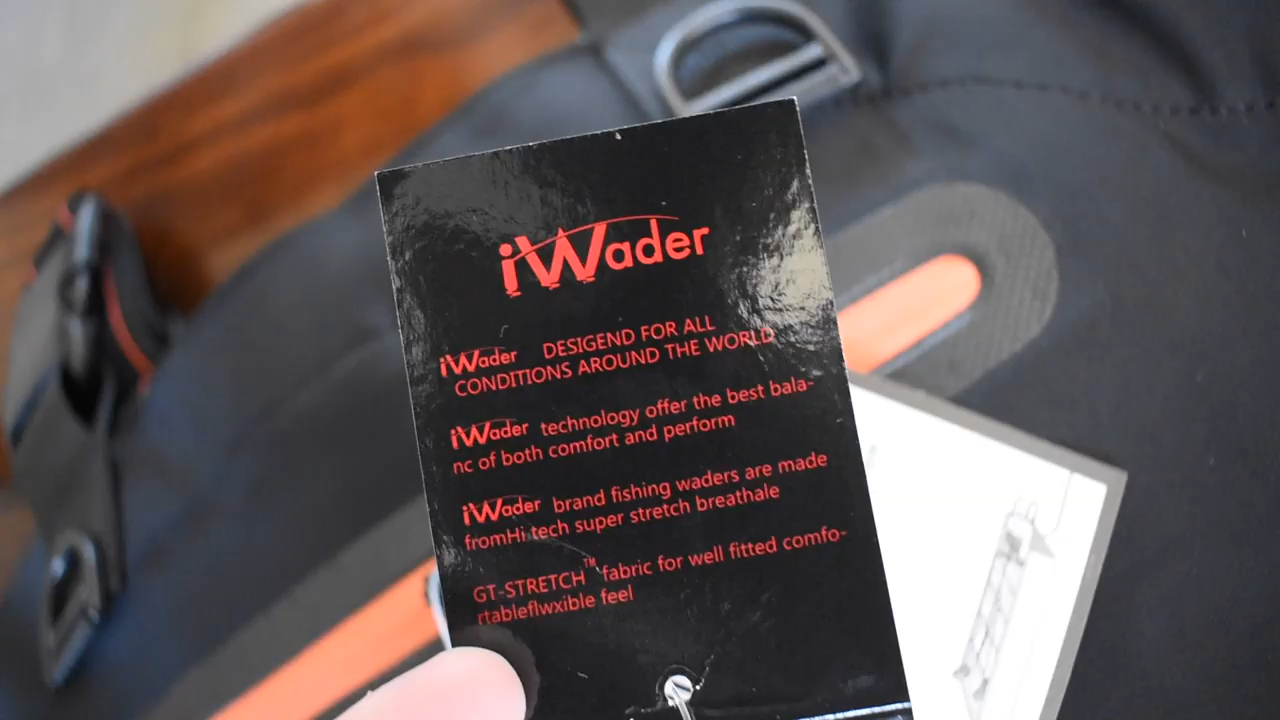 iWader
iWader DESIGEND FOR ALL
CONDITIONS AROUND THE WORLD
iWader technology offer the best bala-
nc of both comfort and perform
iWader brand fishing waders are made
fromHi tech super stretch breathale
GT-STRETCH™ fabric for well fitted comfo-
rtableflwxible feel